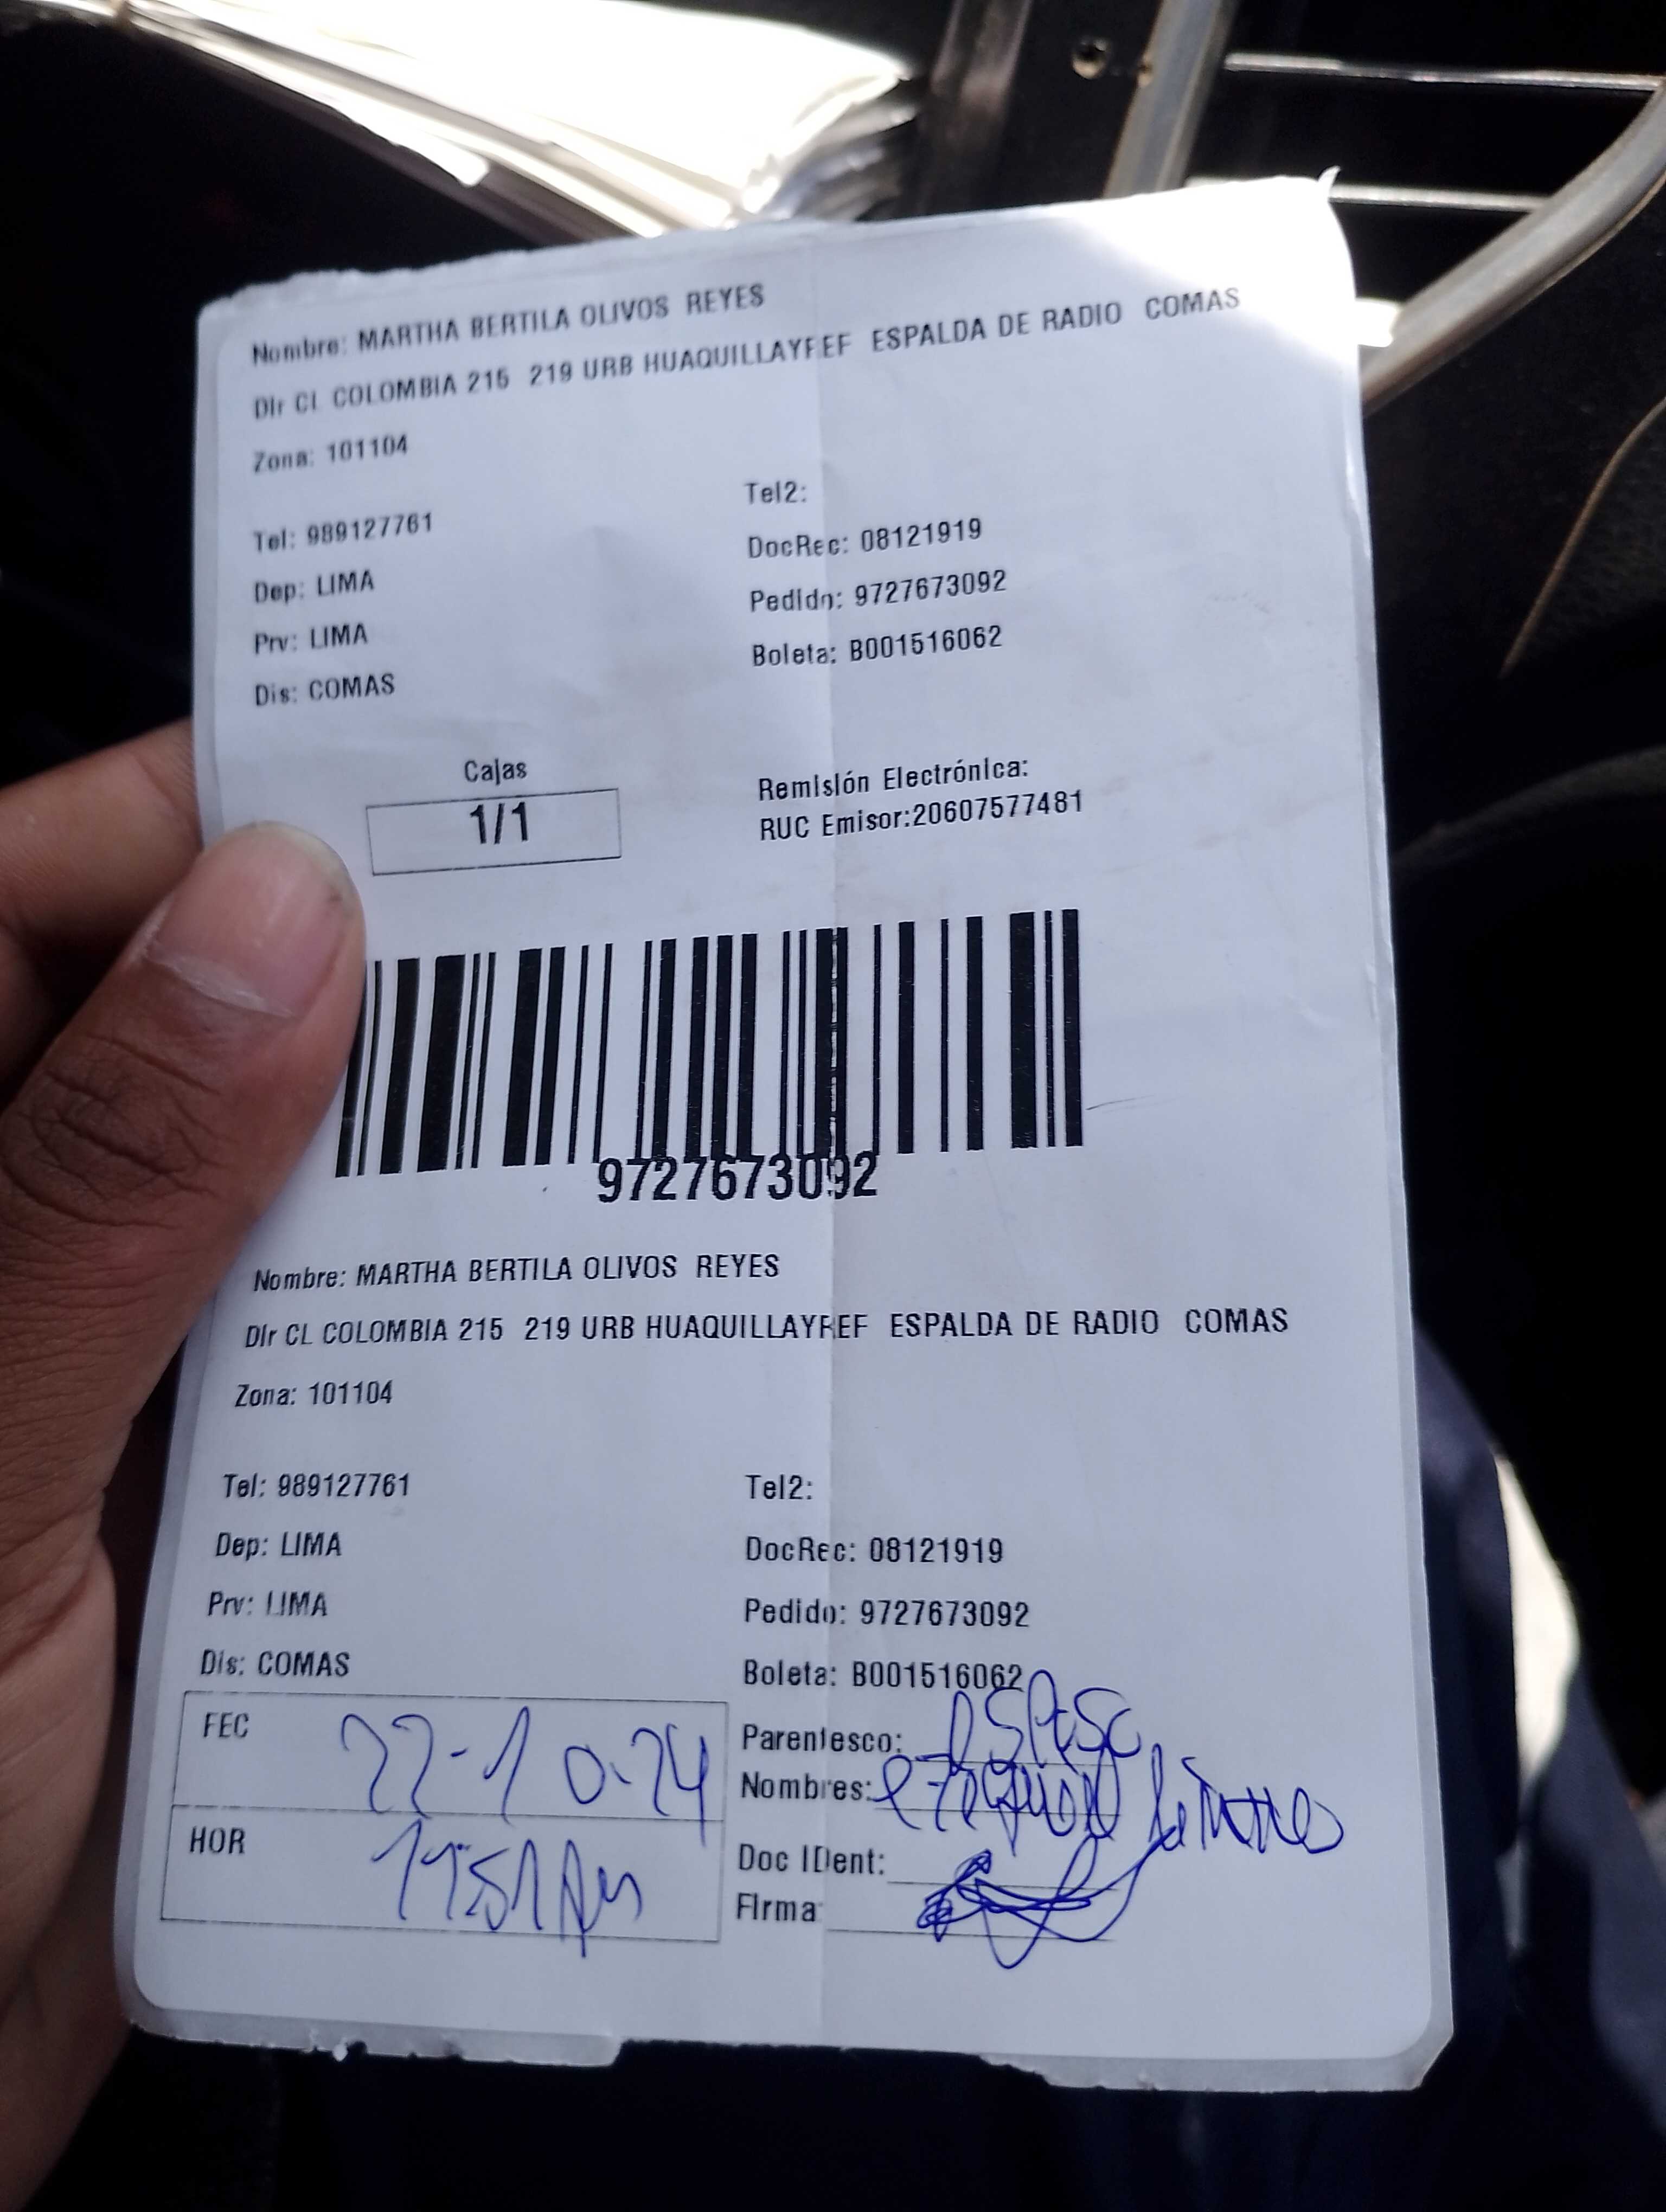 Nombre: MARTHA BERTILA OLIVOS REYES
Dir CL COLOMBIA 215 219 URB HUAQUILLAYREF ESPALDA DE RADIO COMAS
Zona: 101104
Tel2:
Tel: 989127761
DocRec: 08121919
Dep: LIMA
Pedido: 9727673092
Prv: LIMA
Boleta: B001516062
Dis: COMAS
Cajas
1/1
Remisión Electrónica:
RUC Emisor:20607577481
9727673092
Nombre: MARTHA BERTILA OLIVOS REYES
Dir CL COLOMBIA 215 219 URB HUAQUILLAYREF ESPALDA DE RADIO COMAS
Zona: 101104
Tel: 989127761
Tel2:
Dep: LIMA
DocRec: 08121919
Prv: LIMA
Pedido: 9727673092
Dis: COMAS
Boleta: B001516062
FEC 22-10-24
Parentesco:
Nombres:
HOR
Doc IDent:
Firma